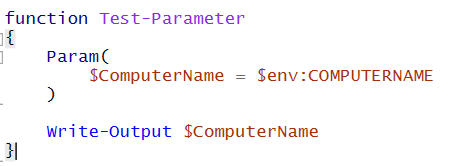 function Test-Parameter
{
    Param(
        $ComputerName = $env:COMPUTERNAME
    )

    Write-Output $ComputerName
}